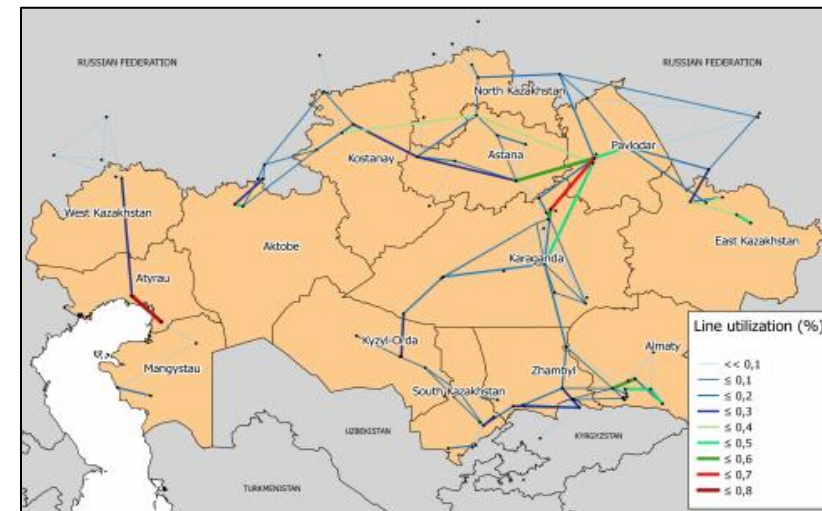 RUSSIAN FEDERATION
RUSSIAN FEDERATION
North Kazakhstan
Kostanay
Astana
Pavlodar
West Kazakhstan
Aktobe
East Kazakhstan
Karaganda
Atyrau
Mangystau
Kyzyl-Orda
South Kazakhstan
Zhambyl
Almaty
UZBEKISTAN
KYRGYZSTAN
TURKMENISTAN
Line utilization (%)
<< 0,1
≤ 0,1
≤ 0,2
≤ 0,3
≤ 0,4
≤ 0,5
≤ 0,6
≤ 0,7
≤ 0,8